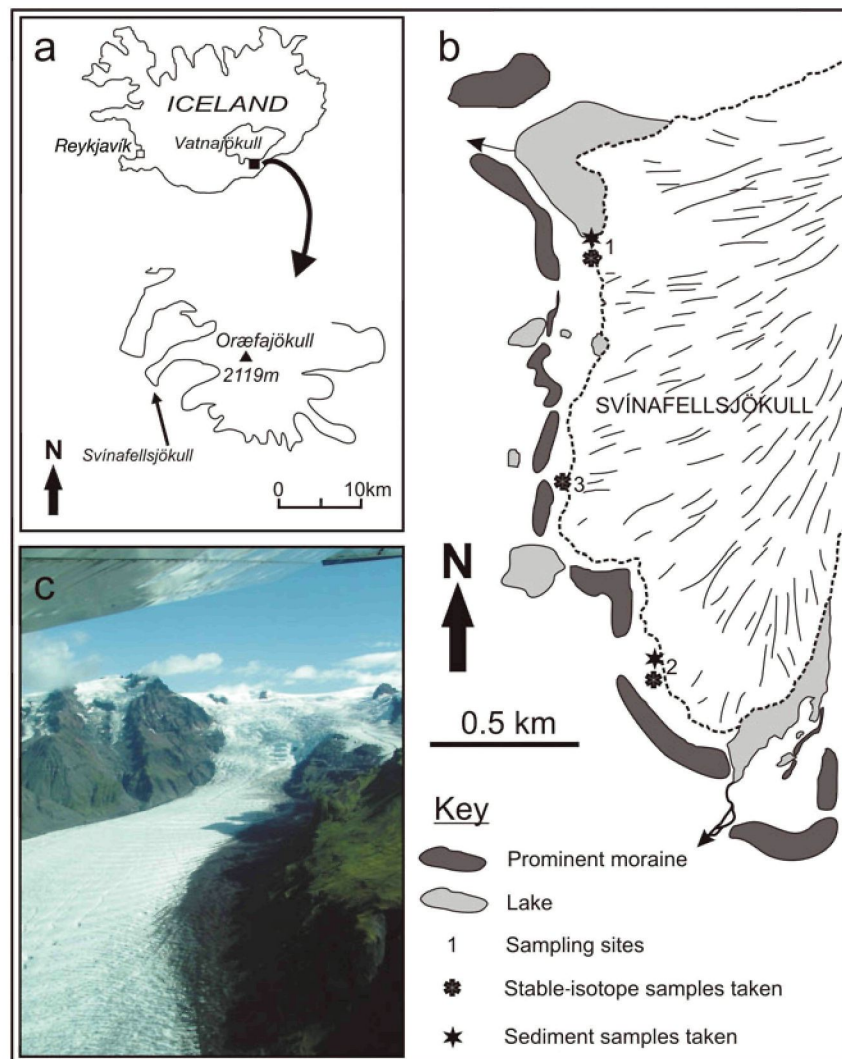 a
ICELAND
Reykjavík
Vatnajökull
Oræfajökull
2119m
Svínafellsjökull
N
0 10km
b
1
SVÍNAFELLSJÖKULL
3
N
2
0.5 km
Key
Prominent moraine
Lake
1 Sampling sites
Stable-isotope samples taken
Sediment samples taken
c